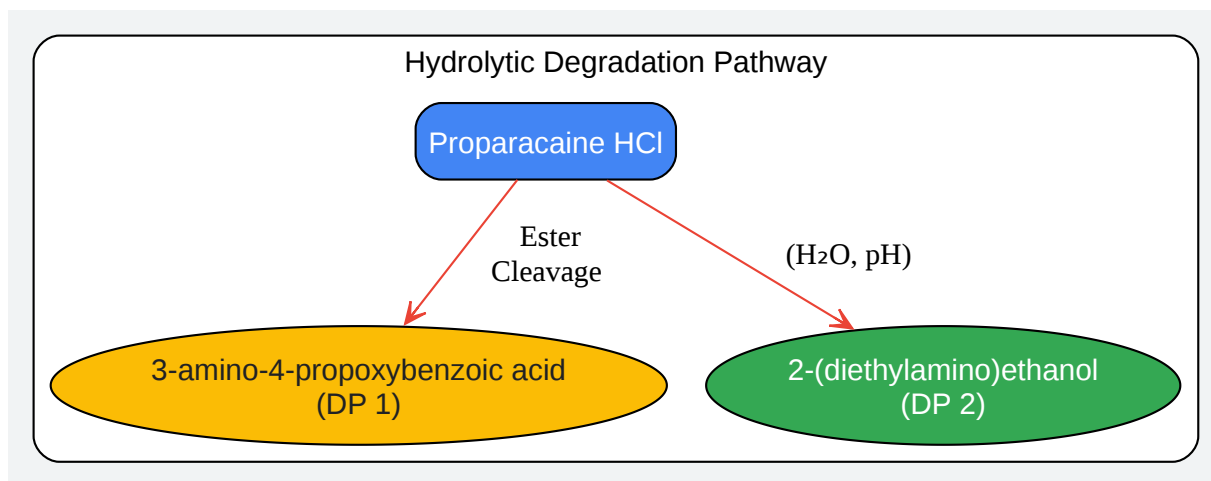 Hydrolytic Degradation Pathway
Proparacaine HCl
Ester
Cleavage
(H₂O, pH)
3-amino-4-propoxybenzoic acid
(DP 1)
2-(diethylamino)ethanol
(DP 2)